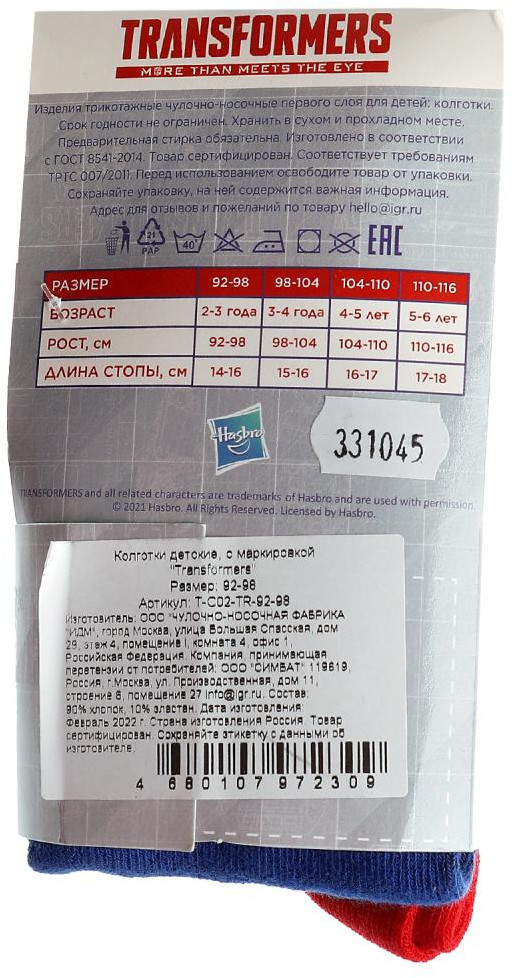 TRANSFORMERS
MORE THAN MEETS THE EYE
Изделия трикотажные чулочно-носочные первого слоя для детей: колготки.
Срок годности не ограничен. Хранить в сухом и прохладном месте.
Предварительная стирка обязательна. Изготовлено в соответствии
с ГОСТ 8541-2014. Товар сертифицирован. Соответствует требованиям
ТР ТС 007/2011. Перед использованием освободите товар от упаковки.
Сохраняйте упаковку, на ней содержится важная информация.
Адрес для отзывов и пожеланий по товару hello@igr.ru
21 PAP 40° EAC
РАЗМЕР 92-98 98-104 104-110 110-116
ВОЗРАСТ 2-3 года 3-4 года 4-5 лет 5-6 лет
РОСТ, см 92-98 98-104 104-110 110-116
ДЛИНА СТОПЫ, см 14-16 15-16 16-17 17-18
Hasbro
331045
TRANSFORMERS and all related characters are trademarks of Hasbro and are used with permission.
© 2021 Hasbro. All Rights Reserved. Licensed by Hasbro.
Колготки детские, с маркировкой
"Transformers"
Размер: 92-98
Артикул: T-C02-TR-92-98
Изготовитель: ООО "ЧУЛОЧНО-НОСОЧНАЯ ФАБРИКА
"ИДМ", город Москва, улица Большая Спасская, дом
29, этаж 4, помещение I, комната 4, офис 1,
Российская Федерация. Компания, принимающая
претензии от потребителей: ООО "СИМБАТ" 119619,
Россия, г.Москва, ул. Производственная, дом 11,
строение 8, помещение 27 info@igr.ru. Состав:
90% хлопок, 10% эластан. Дата изготовления:
Февраль 2022 г. Страна изготовления Россия. Товар
сертифицирован. Сохраняйте этикетку с данными об
изготовителе.
4 680107 972309